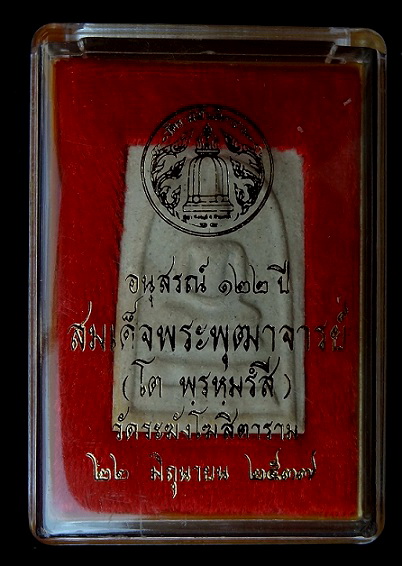 อนุสรณ์ ๑๒๒ ปี
สมเด็จพระพุฒาจารย์
(โต พฺรหฺมรํสี)
วัดระฆังโฆสิตาราม
๒๒ มิถุนายน ๒๕๓๗